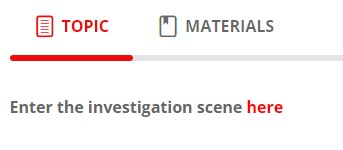 TOPIC MATERIALS
Enter the investigation scene here